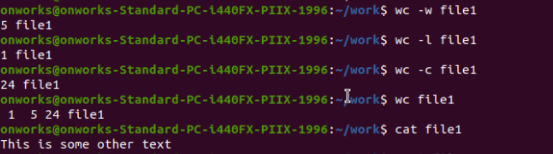 onworks@onworks-Standard-PC-i440FX-PIIX-1996:~/work$ wc -w file1
5 file1
onworks@onworks-Standard-PC-i440FX-PIIX-1996:~/work$ wc -l file1
1 file1
onworks@onworks-Standard-PC-i440FX-PIIX-1996:~/work$ wc -c file1
24 file1
onworks@onworks-Standard-PC-i440FX-PIIX-1996:~/work$ wc file1
 1  5 24 file1
onworks@onworks-Standard-PC-i440FX-PIIX-1996:~/work$ cat file1
This is some other text